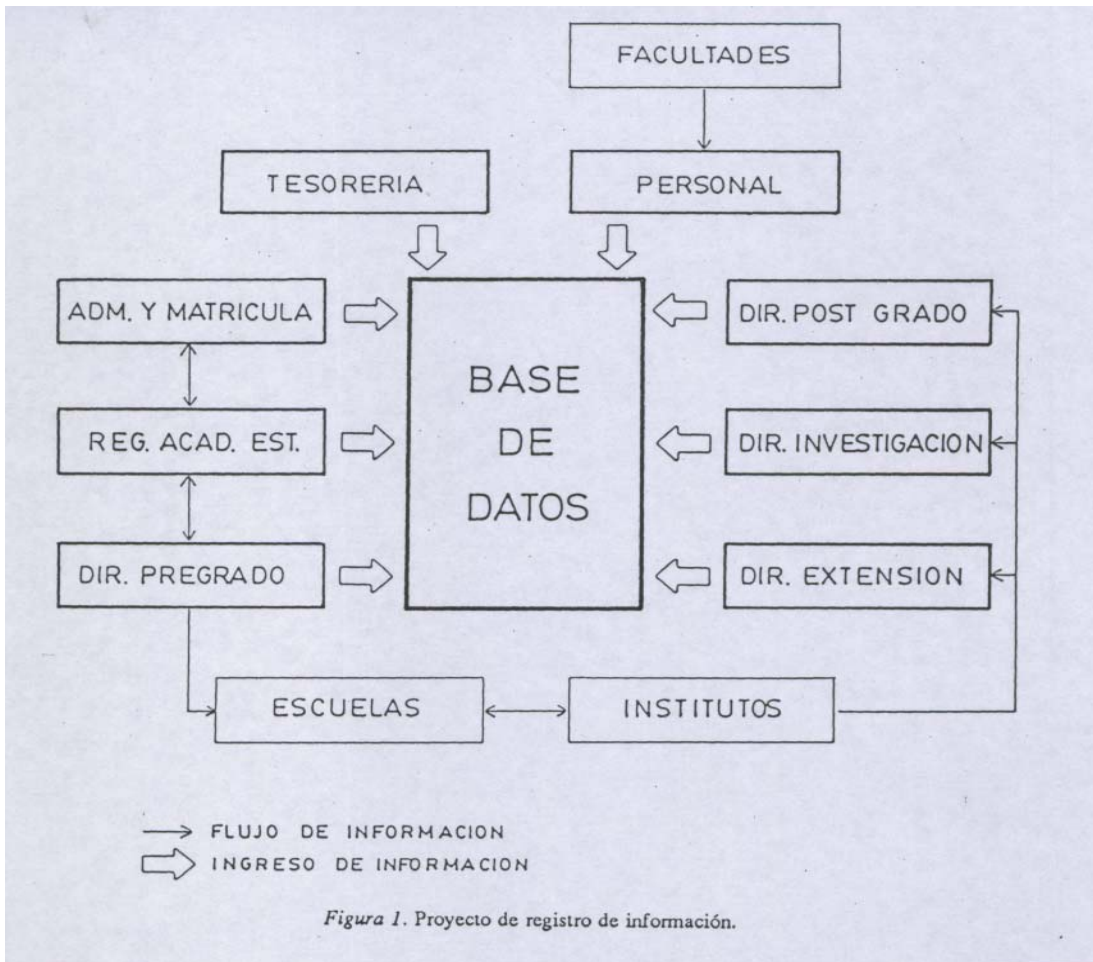 FACULTADES
TESORERIA
PERSONAL
ADM. Y MATRICULA
DIR. POST GRADO
BASE
DE
DATOS
REG. ACAD. EST.
DIR. INVESTIGACION
DIR. PREGRADO
DIR. EXTENSION
ESCUELAS
INSTITUTOS
FLUJO DE INFORMACION
INGRESO DE INFORMACION
Figura 1. Proyecto de registro de información.